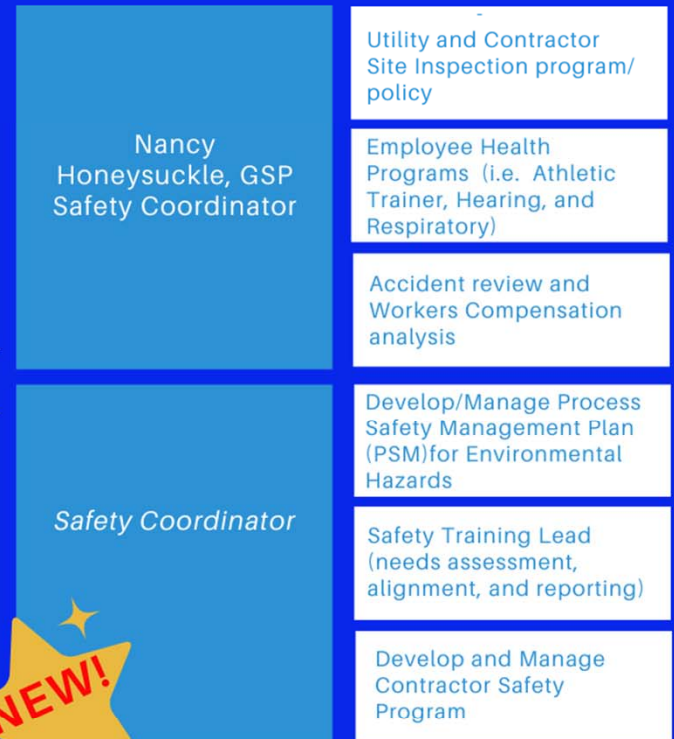 Nancy
Honeysuckle, GSP
Safety Coordinator
Utility and Contractor
Site Inspection program/
policy
Employee Health
Programs (i.e. Athletic
Trainer, Hearing, and
Respiratory)
Accident review and
Workers Compensation
analysis
Safety Coordinator
NEW!
Develop/Manage Process
Safety Management Plan
(PSM)for Environmental
Hazards
Safety Training Lead
(needs assessment,
alignment, and reporting)
Develop and Manage
Contractor Safety
Program